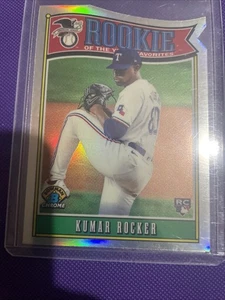 ROOKIE
OF THE YEAR FAVORITES
KUMAR ROCKER
RC